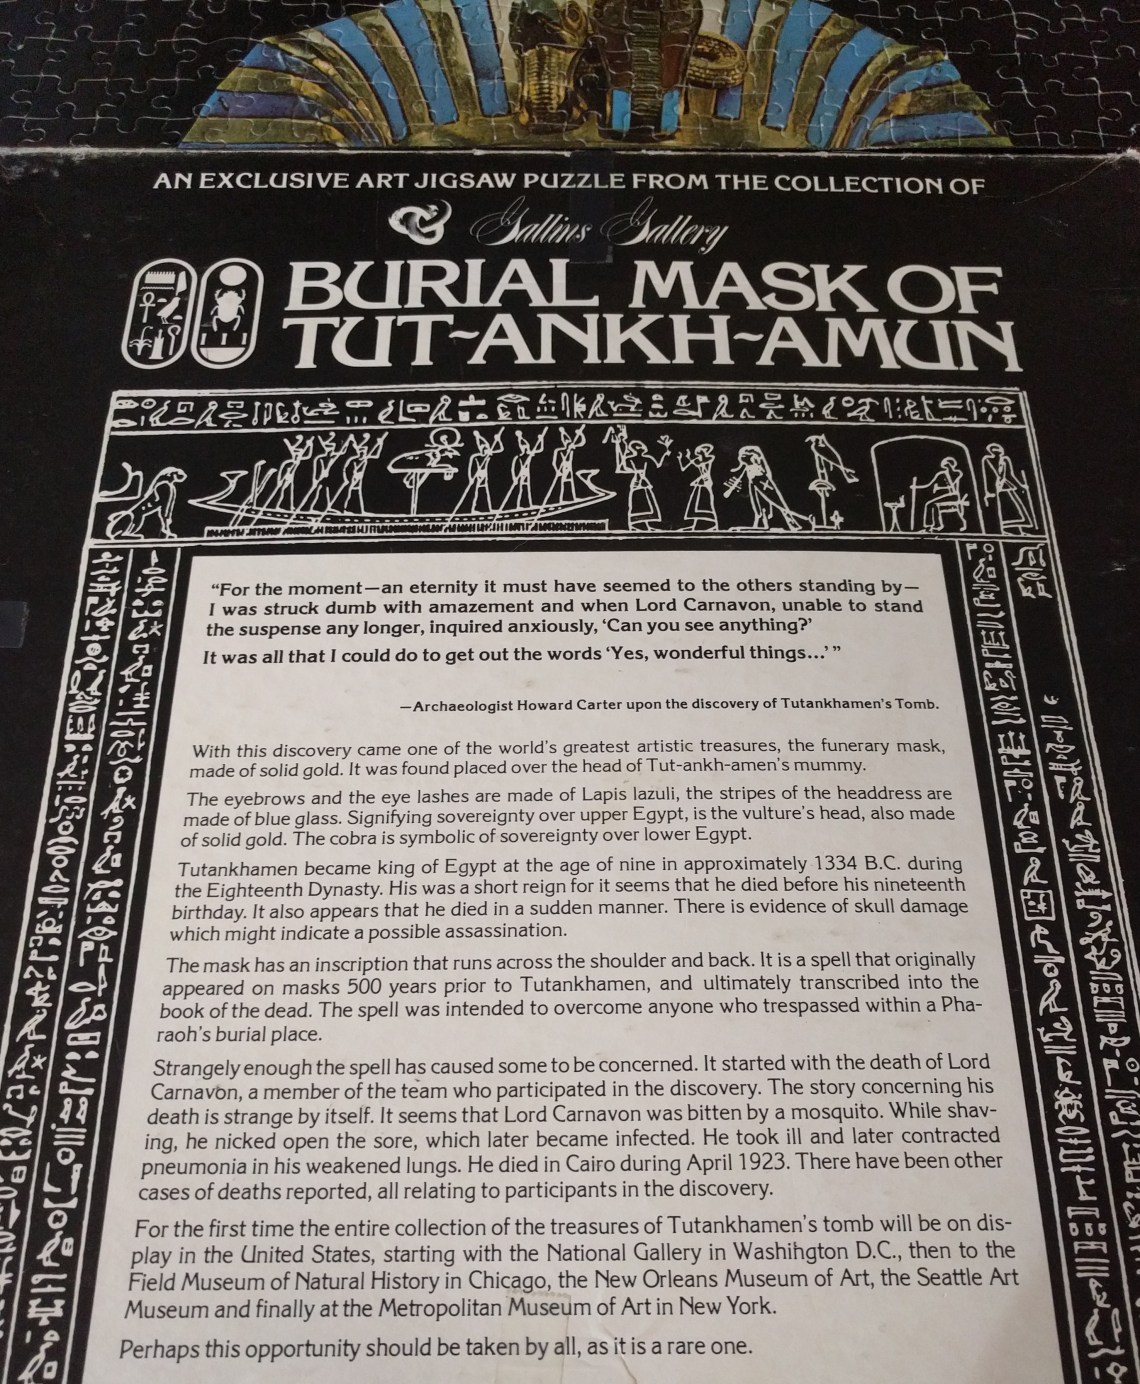 AN EXCLUSIVE ART JIGSAW PUZZLE FROM THE COLLECTION OF
Gallins Gallery
BURIAL MASK OF
TUT-ANKH-AMUN
“For the moment—an eternity it must have seemed to the others standing by—
I was struck dumb with amazement and when Lord Carnavon, unable to stand
the suspense any longer, inquired anxiously, ‘Can you see anything?’
It was all that I could do to get out the words ‘Yes, wonderful things...’ ”
—Archaeologist Howard Carter upon the discovery of Tutankhamen's Tomb.
With this discovery came one of the world's greatest artistic treasures, the funerary mask,
made of solid gold. It was found placed over the head of Tut-ankh-amen's mummy.
The eyebrows and the eye lashes are made of Lapis lazuli, the stripes of the headdress are
made of blue glass. Signifying sovereignty over upper Egypt, is the vulture's head, also made
of solid gold. The cobra is symbolic of sovereignty over lower Egypt.
Tutankhamen became king of Egypt at the age of nine in approximately 1334 B.C. during
the Eighteenth Dynasty. His was a short reign for it seems that he died before his nineteenth
birthday. It also appears that he died in a sudden manner. There is evidence of skull damage
which might indicate a possible assassination.
The mask has an inscription that runs across the shoulder and back. It is a spell that originally
appeared on masks 500 years prior to Tutankhamen, and ultimately transcribed into the
book of the dead. The spell was intended to overcome anyone who trespassed within a Pha-
raoh's burial place.
Strangely enough the spell has caused some to be concerned. It started with the death of Lord
Carnavon, a member of the team who participated in the discovery. The story concerning his
death is strange by itself. It seems that Lord Carnavon was bitten by a mosquito. While shav-
ing, he nicked open the sore, which later became infected. He took ill and later contracted
pneumonia in his weakened lungs. He died in Cairo during April 1923. There have been other
cases of deaths reported, all relating to participants in the discovery.
For the first time the entire collection of the treasures of Tutankhamen's tomb will be on dis-
play in the United States, starting with the National Gallery in Washington D.C., then to the
Field Museum of Natural History in Chicago, the New Orleans Museum of Art, the Seattle Art
Museum and finally at the Metropolitan Museum of Art in New York.
Perhaps this opportunity should be taken by all, as it is a rare one.